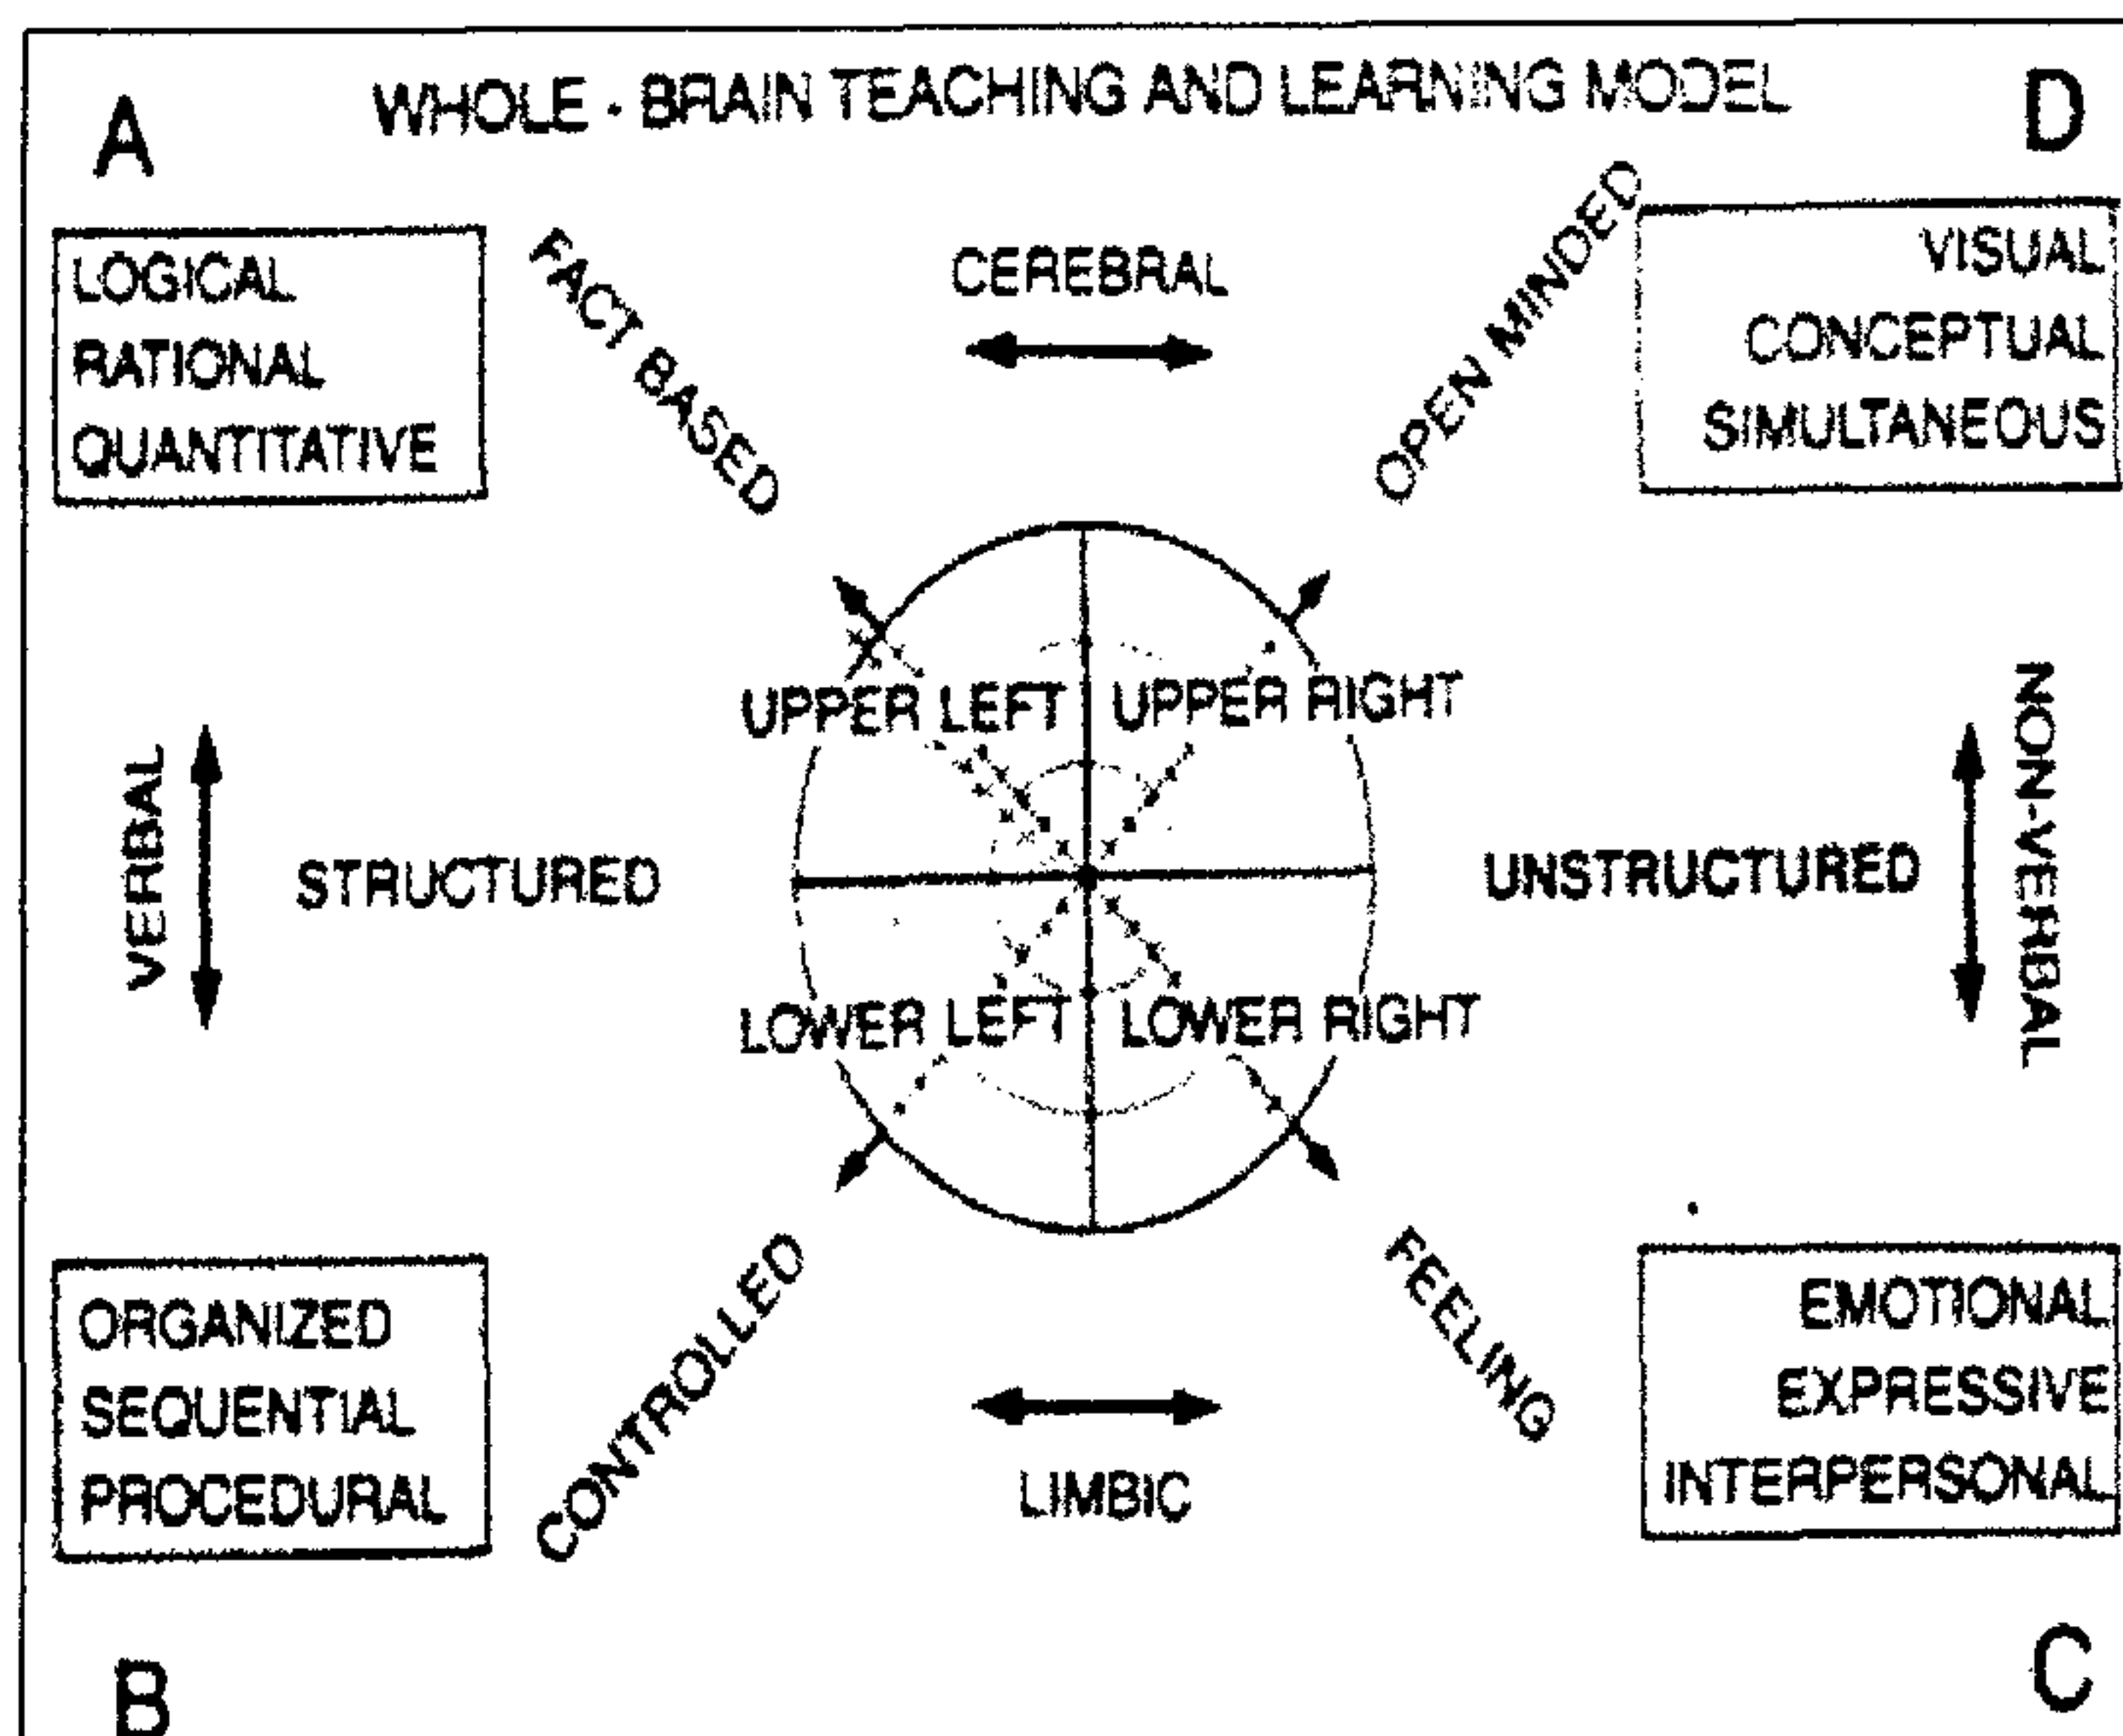 WHOLE - BRAIN TEACHING AND LEARNING MODEL
A
D
LOGICAL
RATIONAL
QUANTITATIVE
FACT BASED
CEREBRAL
OPEN MINDED
VISUAL
CONCEPTUAL
SIMULTANEOUS
UPPER LEFT
UPPER RIGHT
VERBAL
STRUCTURED
UNSTRUCTURED
NON-VERBAL
LOWER LEFT
LOWER RIGHT
ORGANIZED
SEQUENTIAL
PROCEDURAL
CONTROLLED
LIMBIC
FEELING
EMOTIONAL
EXPRESSIVE
INTERPERSONAL
B
C